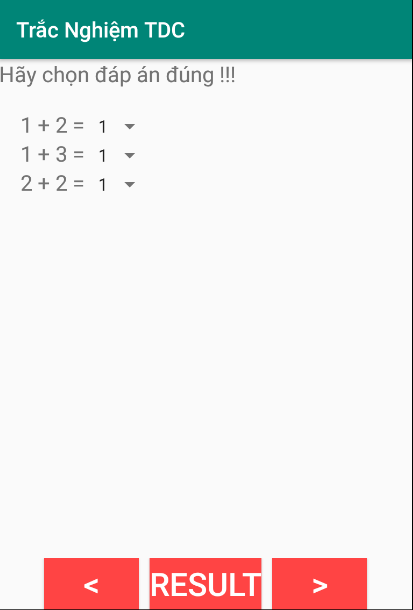 Trắc Nghiệm TDC
Hãy chọn đáp án đúng !!!
1 + 2 = 1
1 + 3 = 1
2 + 2 = 1
< RESULT >